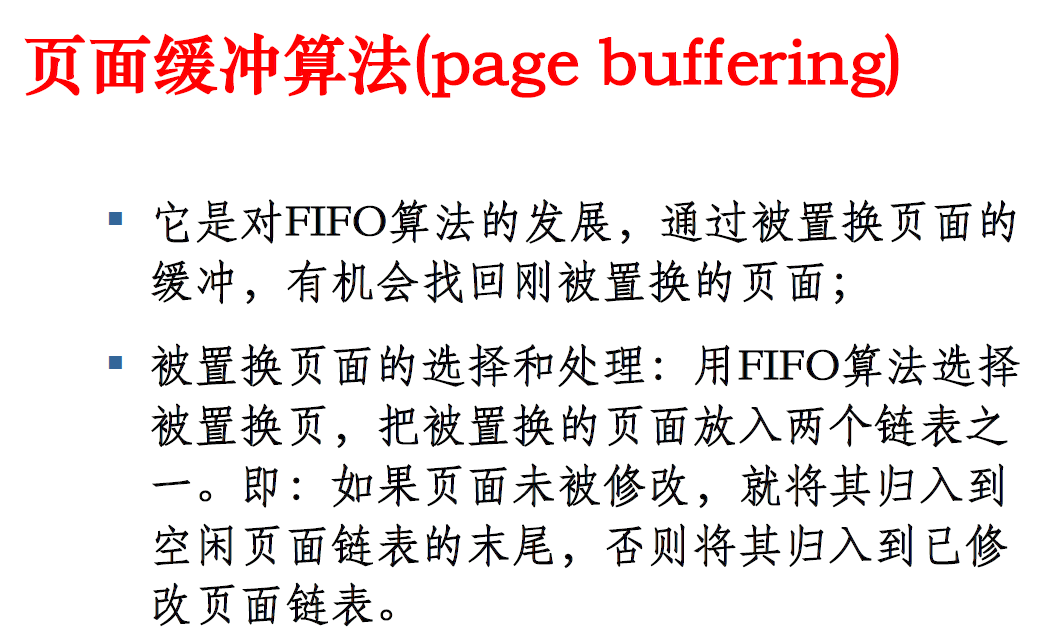 页面缓冲算法(page buffering)
▪ 它是对FIFO算法的发展，通过被置换页面的
缓冲，有机会找回刚被置换的页面；
▪ 被置换页面的选择和处理：用FIFO算法选择
被置换页，把被置换的页面放入两个链表之
一。即：如果页面未被修改，就将其归入到
空闲页面链表的末尾，否则将其归入到已修
改页面链表。